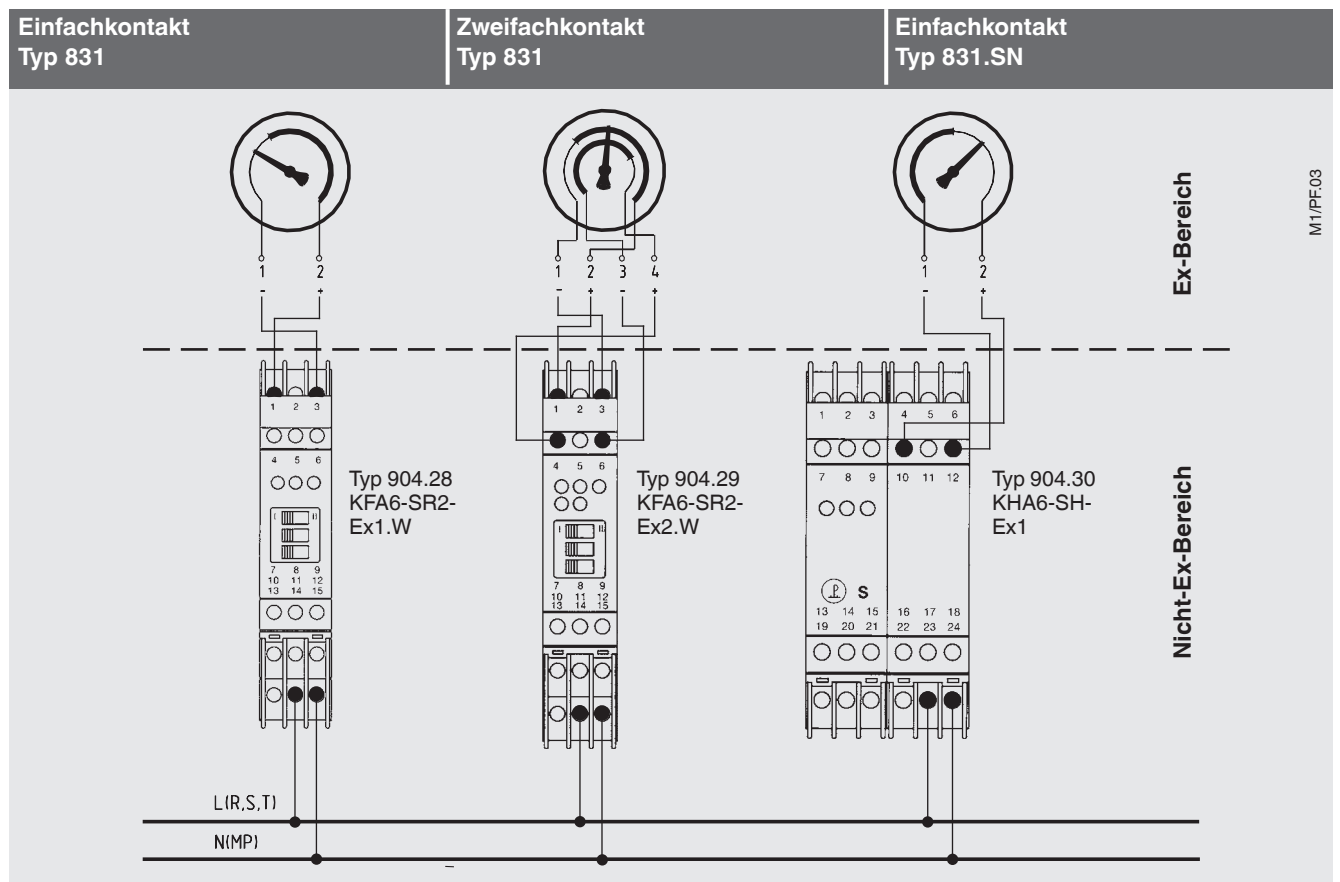 Einfachkontakt
Typ 831
Zweifachkontakt
Typ 831
Einfachkontakt
Typ 831.SN
M1/PF.03
Ex-Bereich
1 2
- +
1 2 3 4
- + - +
1 2
- +
1 2 3
4 5 6
I II
7 8 9
10 11 12
13 14 15
Typ 904.28
KFA6-SR2-
Ex1.W
1 2 3
4 5 6
I II
7 8 9
10 11 12
13 14 15
Typ 904.29
KFA6-SR2-
Ex2.W
1 2 3 4 5 6
7 8 9 10 11 12
S
13 14 15 16 17 18
19 20 21 22 23 24
Typ 904.30
KHA6-SH-
Ex1
Nicht-Ex-Bereich
L(R,S,T)
N(MP)